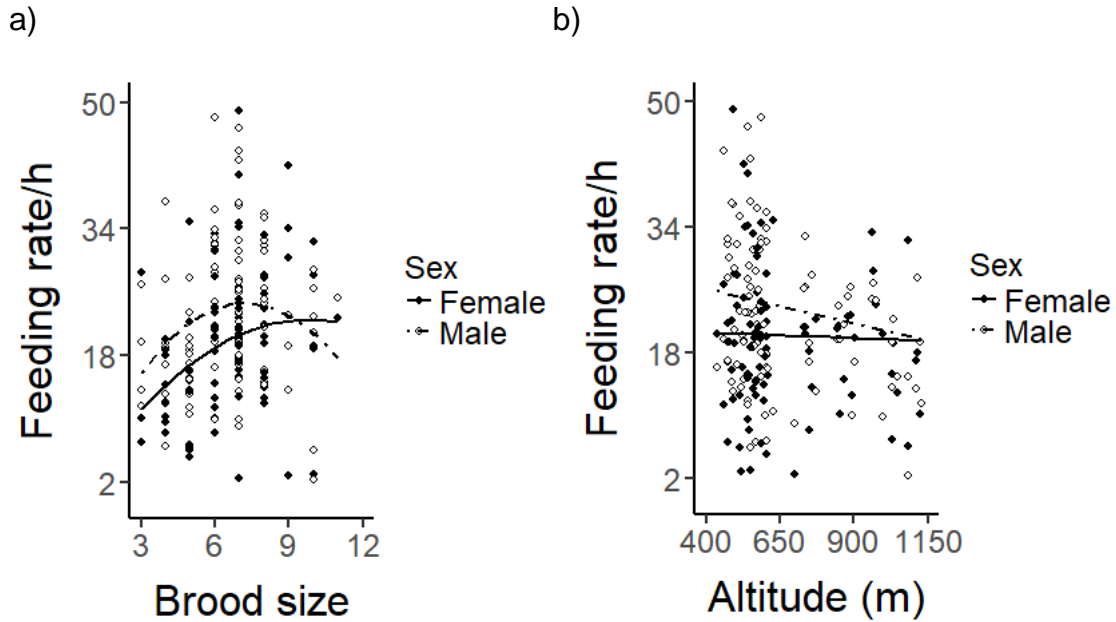 a)
b)
50
34
18
2
Feeding rate/h
3
6
9
12
Brood size
Sex
Female
Male
50
34
18
2
Feeding rate/h
400
650
900
1150
Altitude (m)
Sex
Female
Male